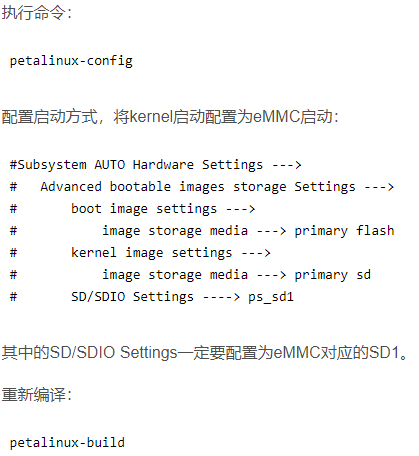 执行命令：
petalinux-config
配置启动方式，将kernel启动配置为eMMC启动：
#Subsystem AUTO Hardware Settings --->
#   Advanced bootable images storage Settings --->
#       boot image settings --->
#           image storage media ---> primary flash
#       kernel image settings --->
#           image storage media ---> primary sd
#       SD/SDIO Settings ----> ps_sd1
其中的SD/SDIO Settings一定要配置为eMMC对应的SD1。
重新编译：
petalinux-build